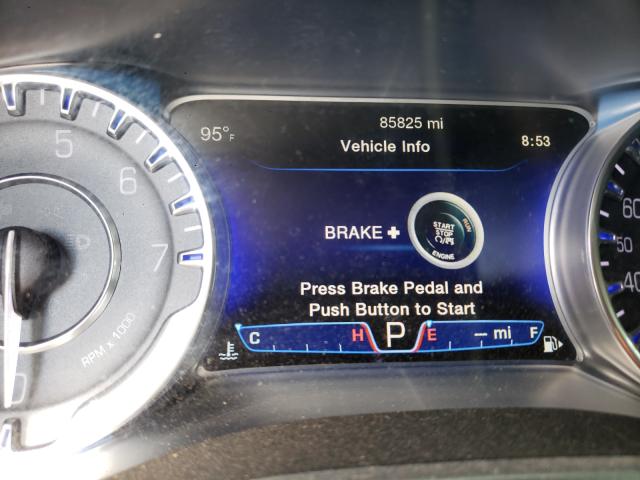 85825 mi
95°F
Vehicle Info
8:53
5
6
7
0
RPM x 1000
BRAKE +
START
STOP
RUN
ENGINE
Press Brake Pedal and
Push Button to Start
C H P E -- mi F
60
50
40